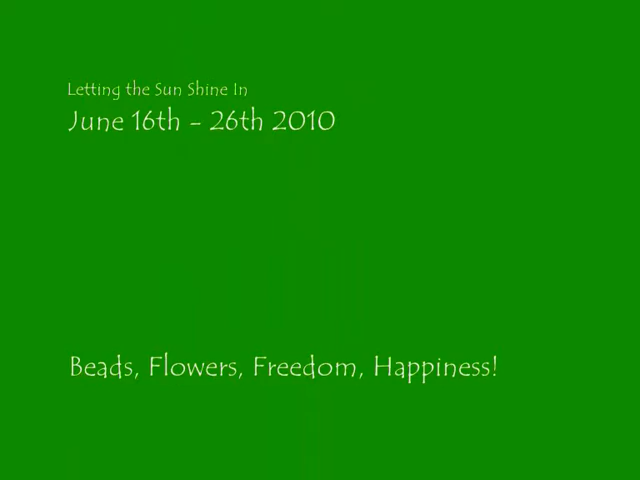 Letting the Sun Shine In
June 16th - 26th 2010
Beads, Flowers, Freedom, Happiness!